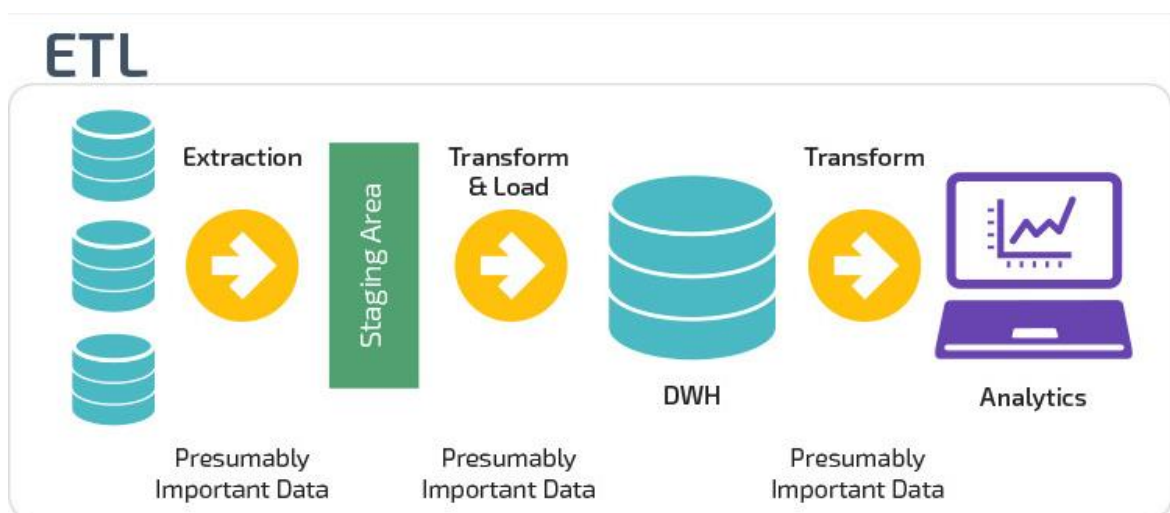 ETL
Extraction
Staging Area
Transform
& Load
Transform
DWH
Analytics
Presumably
Important Data
Presumably
Important Data
Presumably
Important Data